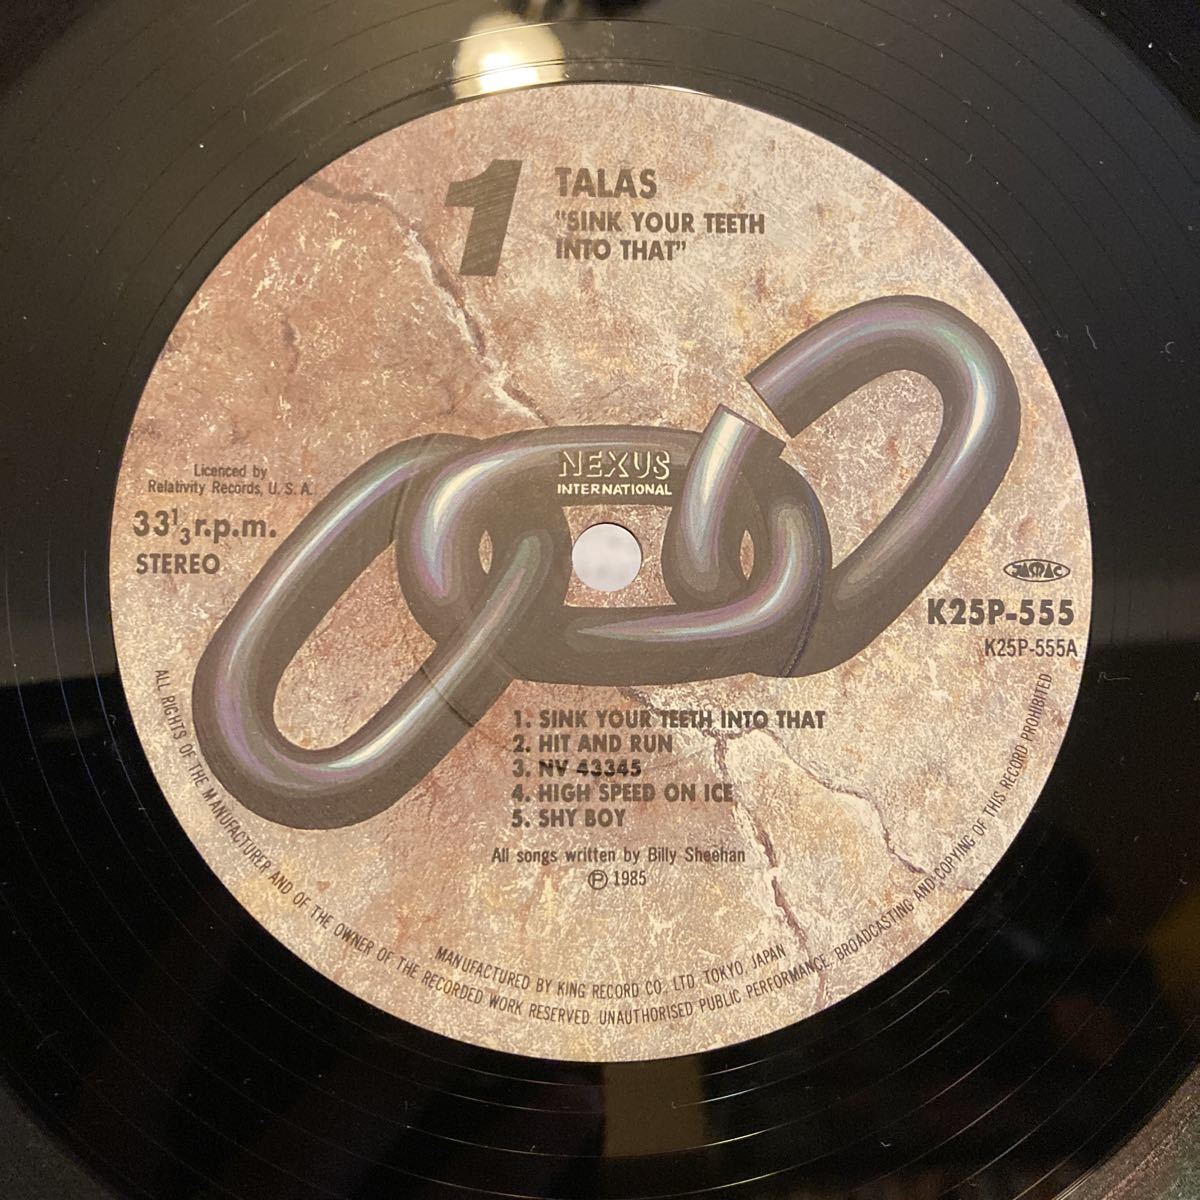 1
TALAS
"SINK YOUR TEETH
INTO THAT"
NEXUS
INTERNATIONAL
Licenced by
Relativity Records, U. S. A.
33 1/3 r.p.m.
STEREO
JASRAC
K25P-555
K25P-555A
1. SINK YOUR TEETH INTO THAT
2. HIT AND RUN
3. NV 43345
4. HIGH SPEED ON ICE
5. SHY BOY
All songs written by Billy Sheehan
Ⓟ 1985
MANUFACTURED BY KING RECORD CO., LTD. TOKYO, JAPAN
ALL RIGHTS OF THE MANUFACTURER AND OF THE OWNER OF THE RECORDED WORK RESERVED. UNAUTHORISED PUBLIC PERFORMANCE, BROADCASTING AND COPYING OF THIS RECORD PROHIBITED